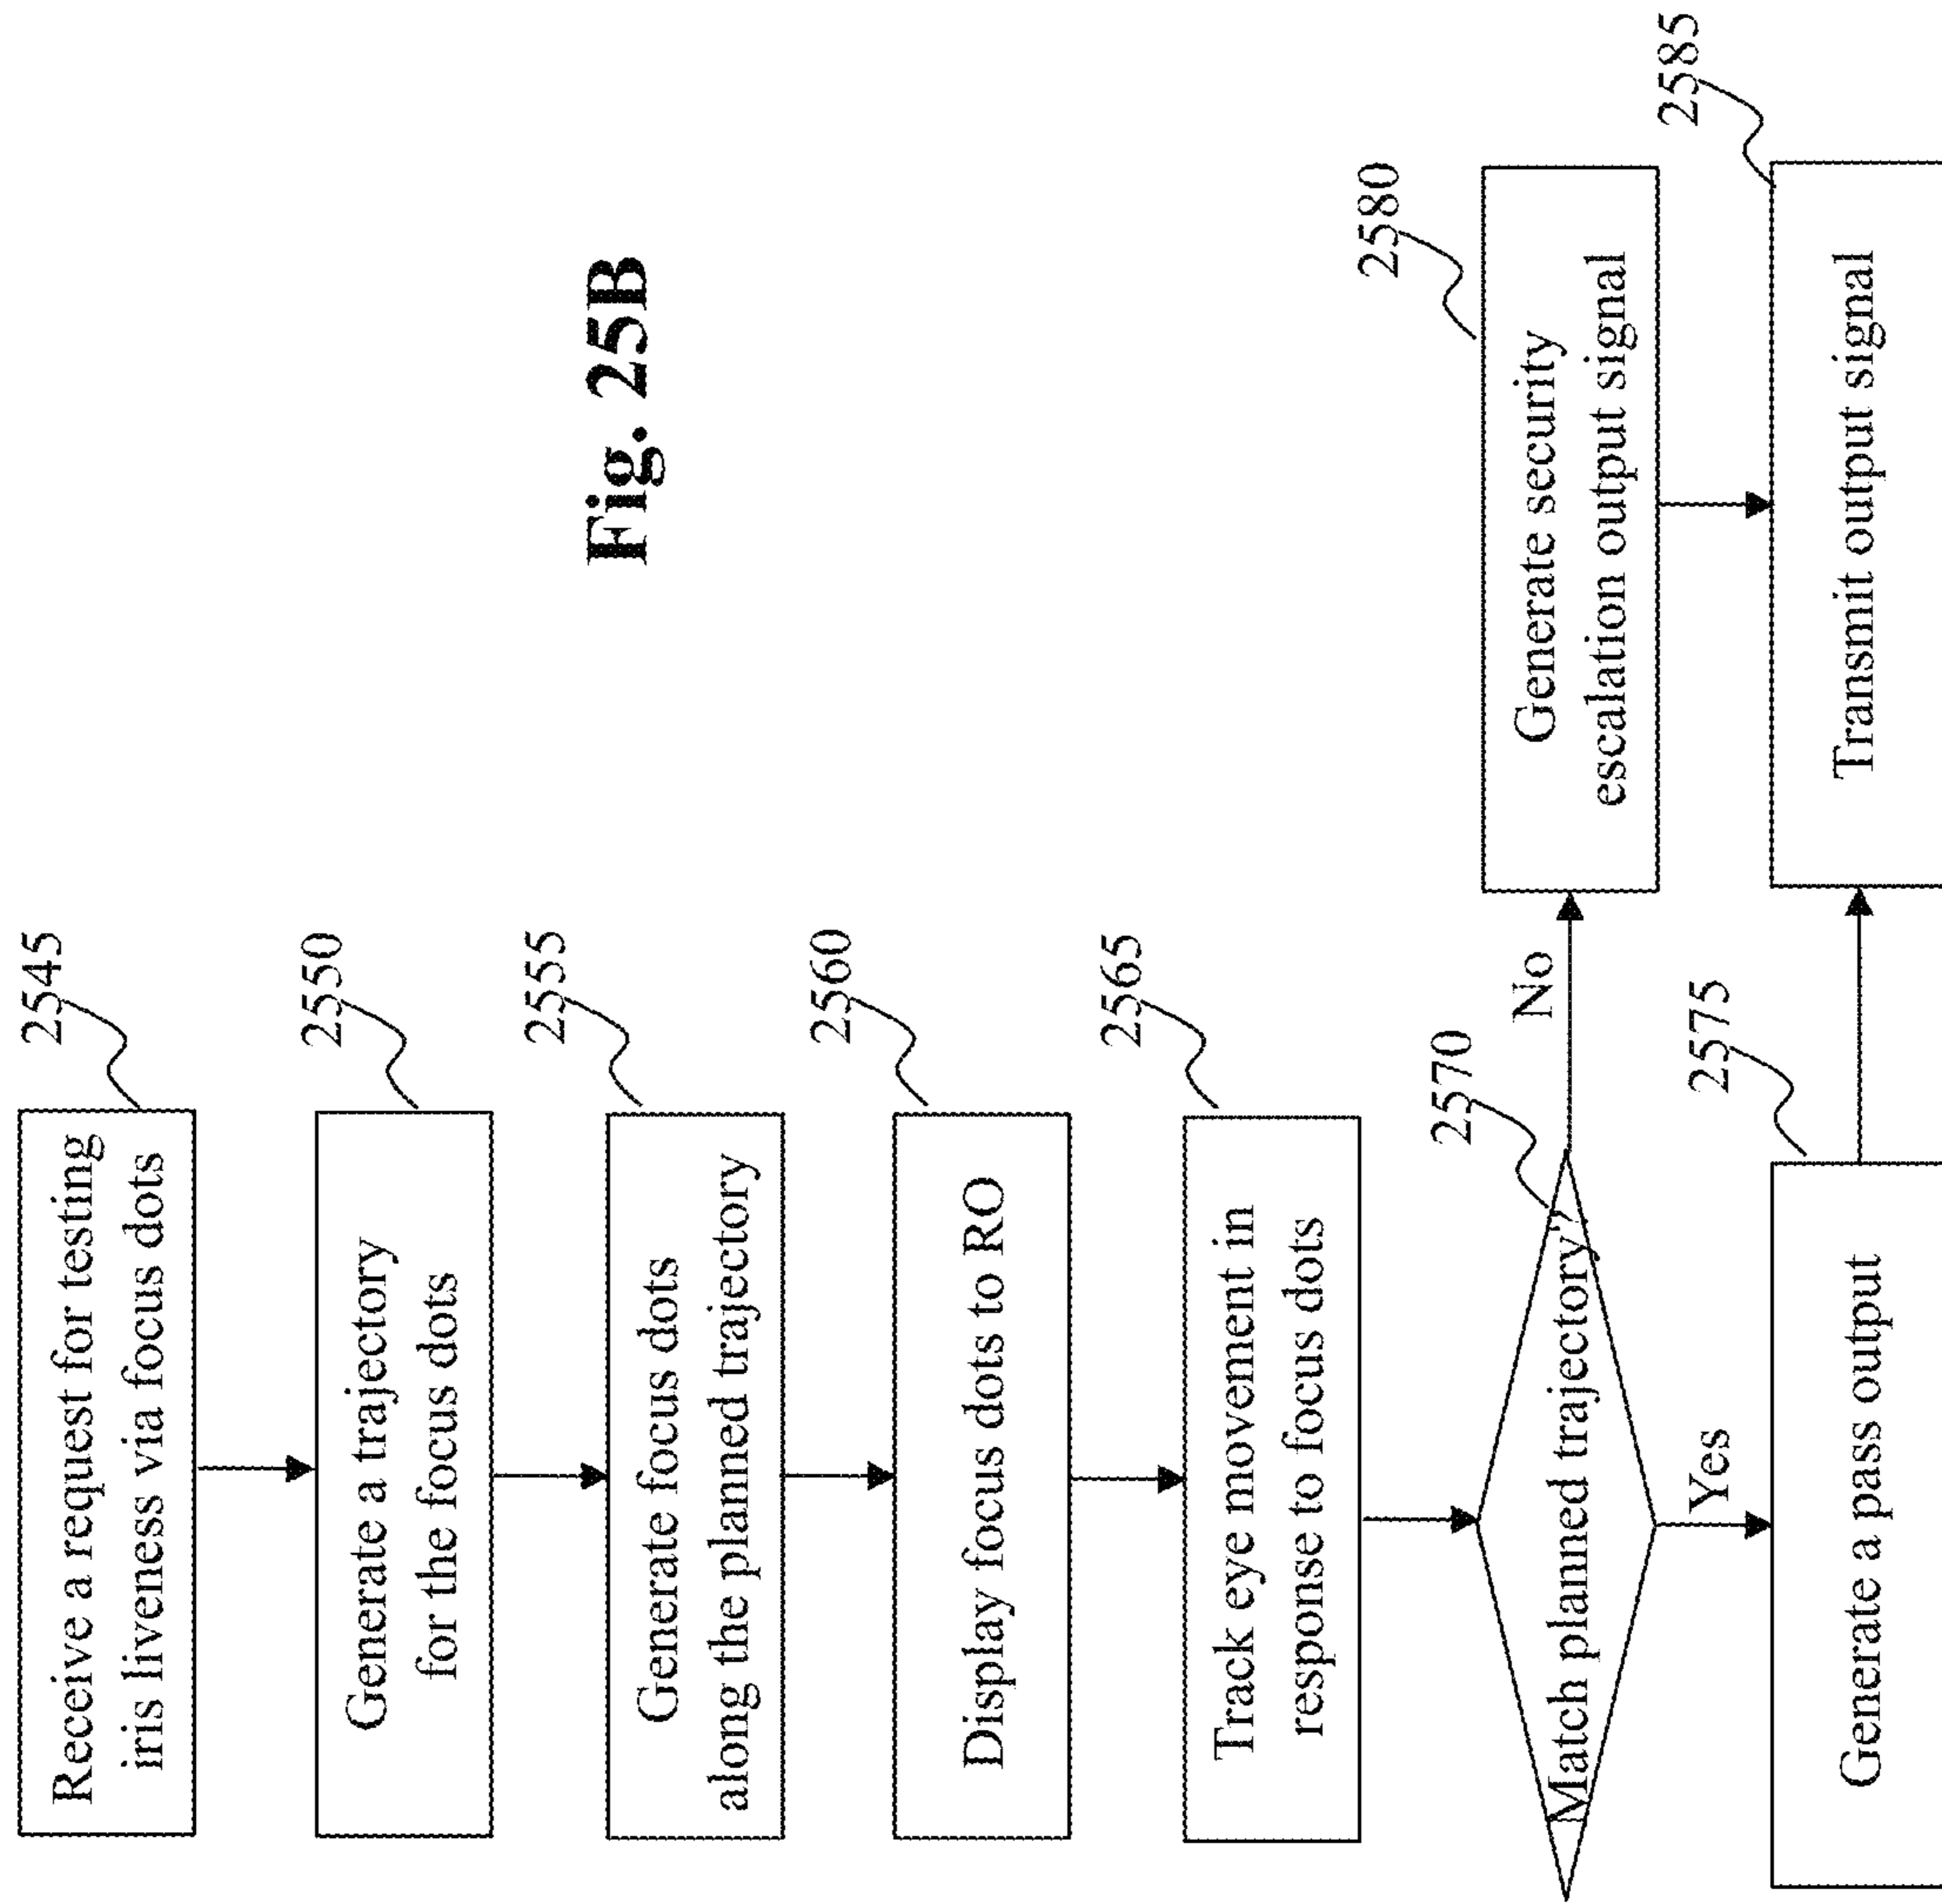 2545
Receive a request for testing
iris liveness via focus dots
2550
Generate a trajectory
for the focus dots
2555
Generate focus dots
along the planned trajectory
2560
Display focus dots to RO
2565
Track eye movement in
response to focus dots
2570
Match planned trajectory?
No
Yes
2575
Generate a pass output
2580
Generate security
escalation output signal
2585
Transmit output signal
Fig. 25B